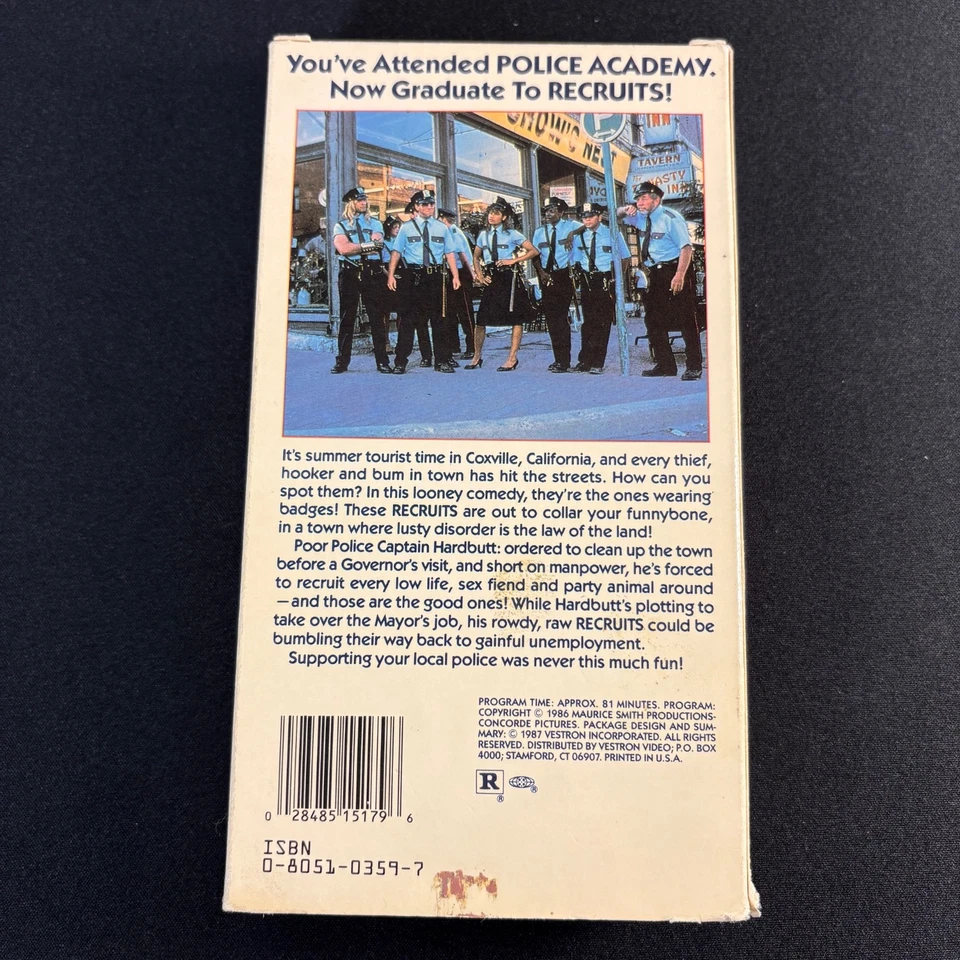 You've Attended POLICE ACADEMY.
Now Graduate To RECRUITS!
INN
TAVERN
It's summer tourist time in Coxville, California, and every thief,
hooker and bum in town has hit the streets. How can you
spot them? In this looney comedy, they're the ones wearing
badges! These RECRUITS are out to collar your funnybone,
in a town where lusty disorder is the law of the land!
Poor Police Captain Hardbutt: ordered to clean up the town
before a Governor's visit, and short on manpower, he's forced
to recruit every low life, sex fiend and party animal around
—and those are the good ones! While Hardbutt's plotting to
take over the Mayor's job, his rowdy, raw RECRUITS could be
bumbling their way back to gainful unemployment.
Supporting your local police was never this much fun!
PROGRAM TIME: APPROX. 81 MINUTES. PROGRAM:
COPYRIGHT © 1986 MAURICE SMITH PRODUCTIONS-
CONCORDE PICTURES. PACKAGE DESIGN AND SUM-
MARY: © 1987 VESTRON INCORPORATED. ALL RIGHTS
RESERVED. DISTRIBUTED BY VESTRON VIDEO; P.O. BOX
4000; STAMFORD, CT 06907. PRINTED IN U.S.A.
R ® ®
0 28485 15179 6
ISBN
0-8051-0359-7